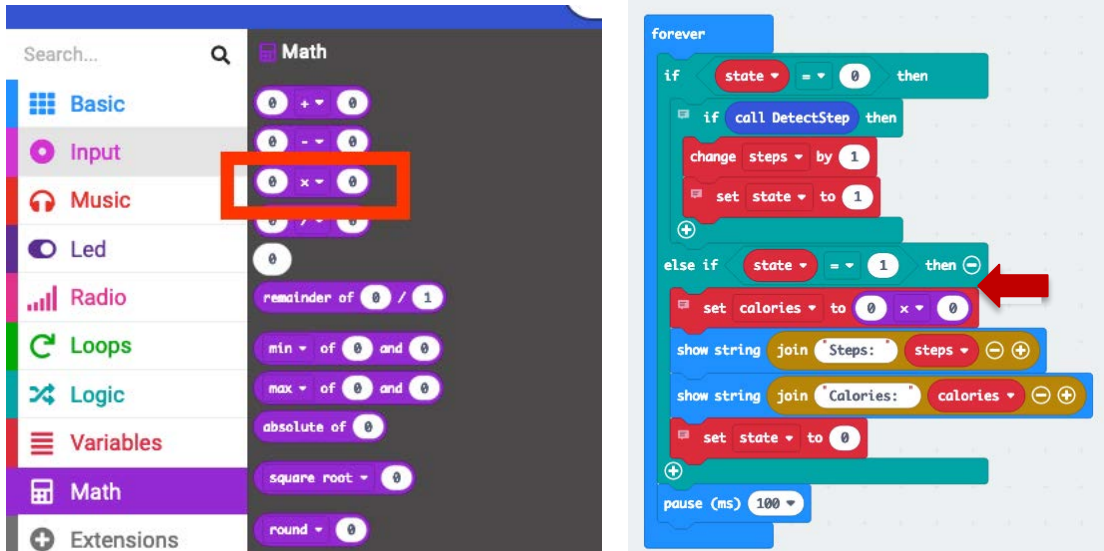 Search...
Basic
Input
Music
Led
Radio
Loops
Logic
Variables
Math
Extensions
Math
0 + 0
0 - 0
0 × 0
0 / 0
0
remainder of 0 / 1
min of 0 and 0
max of 0 and 0
absolute of 0
square root 0
round 0
forever
if state = 0 then
if call DetectStep then
change steps by 1
set state to 1
else if state = 1 then
set calories to 0 × 0
show string join "Steps: " steps
show string join "Calories: " calories
set state to 0
pause (ms) 100